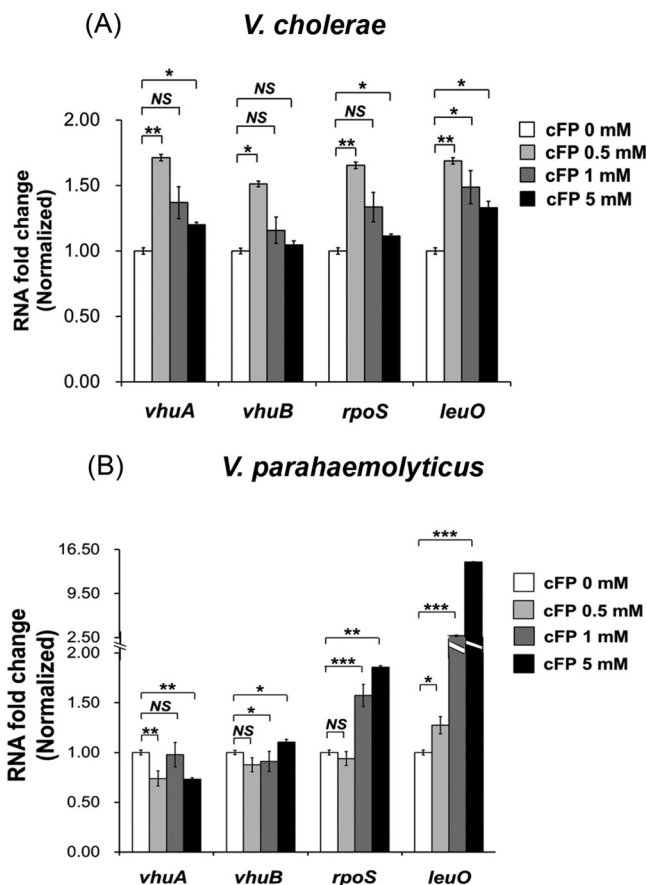 (A) V. cholerae
* NS **
NS NS *
* NS **
* * **
2.00
1.50
1.00
1.00
0.00
RNA fold change
(Normalized)
cFP 0 mM
cFP 0.5 mM
cFP 1 mM
cFP 5 mM
vhuA vhuB rpoS leuO
(B) V. parahaemolyticus
** NS **
* * NS
** *** NS
*** *** *
16.50
9.50
2.50
2.00
1.50
1.00
0.50
0.00
RNA fold change
(Normalized)
cFP 0 mM
cFP 0.5 mM
cFP 1 mM
cFP 5 mM
vhuA vhuB rpoS leuO